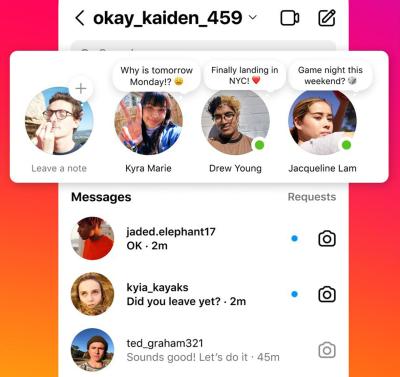 okay_kaiden_459
Why is tomorrow
Monday!? 😩
Finally landing in
NYC! ❤️
Game night this
weekend? 🎲
Leave a note
Kyra Marie
Drew Young
Jacqueline Lam
Messages
Requests
jaded.elephant17
OK · 2m
kyia_kayaks
Did you leave yet? · 2m
ted_graham321
Sounds good! Let's do it · 45m